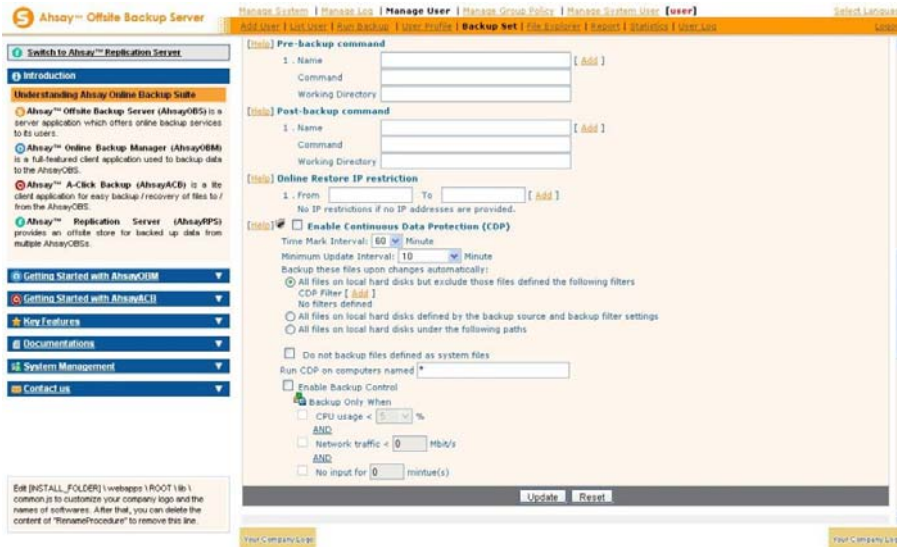 Ahsay™ Offsite Backup Server
Manage System | Manage Log | Manage User | Manage Group Policy | Manage System User [user]
Select Langua
Add User | List User | Run Backup | User Profile | Backup Set | File Explorer | Report | Statistics | User Log
Logo
Switch to Ahsay™ Replication Server
Introduction
Understanding Ahsay Online Backup Suite
Ahsay™ Offsite Backup Server (AhsayOBS) is a
server application which offers online backup services
to its users.
Ahsay™ Online Backup Manager (AhsayOBM)
is a full-featured client application used to backup data
to the AhsayOBS.
Ahsay™ A-Click Backup (AhsayACB) is a lite
client application for easy backup / recovery of files to /
from the AhsayOBS.
Ahsay™ Replication Server (AhsayRPS)
provides an offsite store for backed up data from
multiple AhsayOBSs.
Getting Started with AhsayOBM
Getting Started with AhsayACB
Key Features
Documentations
System Management
Contact us
Edit [INSTALL_FOLDER] \ webapps \ ROOT \ lib \
common.js to customize your company logo and the
names of softwares. After that, you can delete the
content of "RenameProcedure" to remove this line.
[Help] Pre-backup command
1 . Name [ Add ]
Command
Working Directory
[Help] Post-backup command
1 . Name [ Add ]
Command
Working Directory
[Help] Online Restore IP restriction
1 . From To [ Add ]
No IP restrictions if no IP addresses are provided.
[Help] Enable Continuous Data Protection (CDP)
Time Mark Interval: 60 Minute
Minimum Update Interval: 10 Minute
Backup these files upon changes automatically:
All files on local hard disks but exclude those files defined the following filters
CDP Filter [ Add ]
No filters defined
All files on local hard disks defined by the backup source and backup filter settings
All files on local hard disks under the following paths
Do not backup files defined as system files
Run CDP on computers named *
Enable Backup Control
Backup Only When
CPU usage < 5 %
AND
Network traffic < 0 Mbit/s
AND
No input for 0 mintue(s)
Update Reset
Your Company Logo
Your Company Log